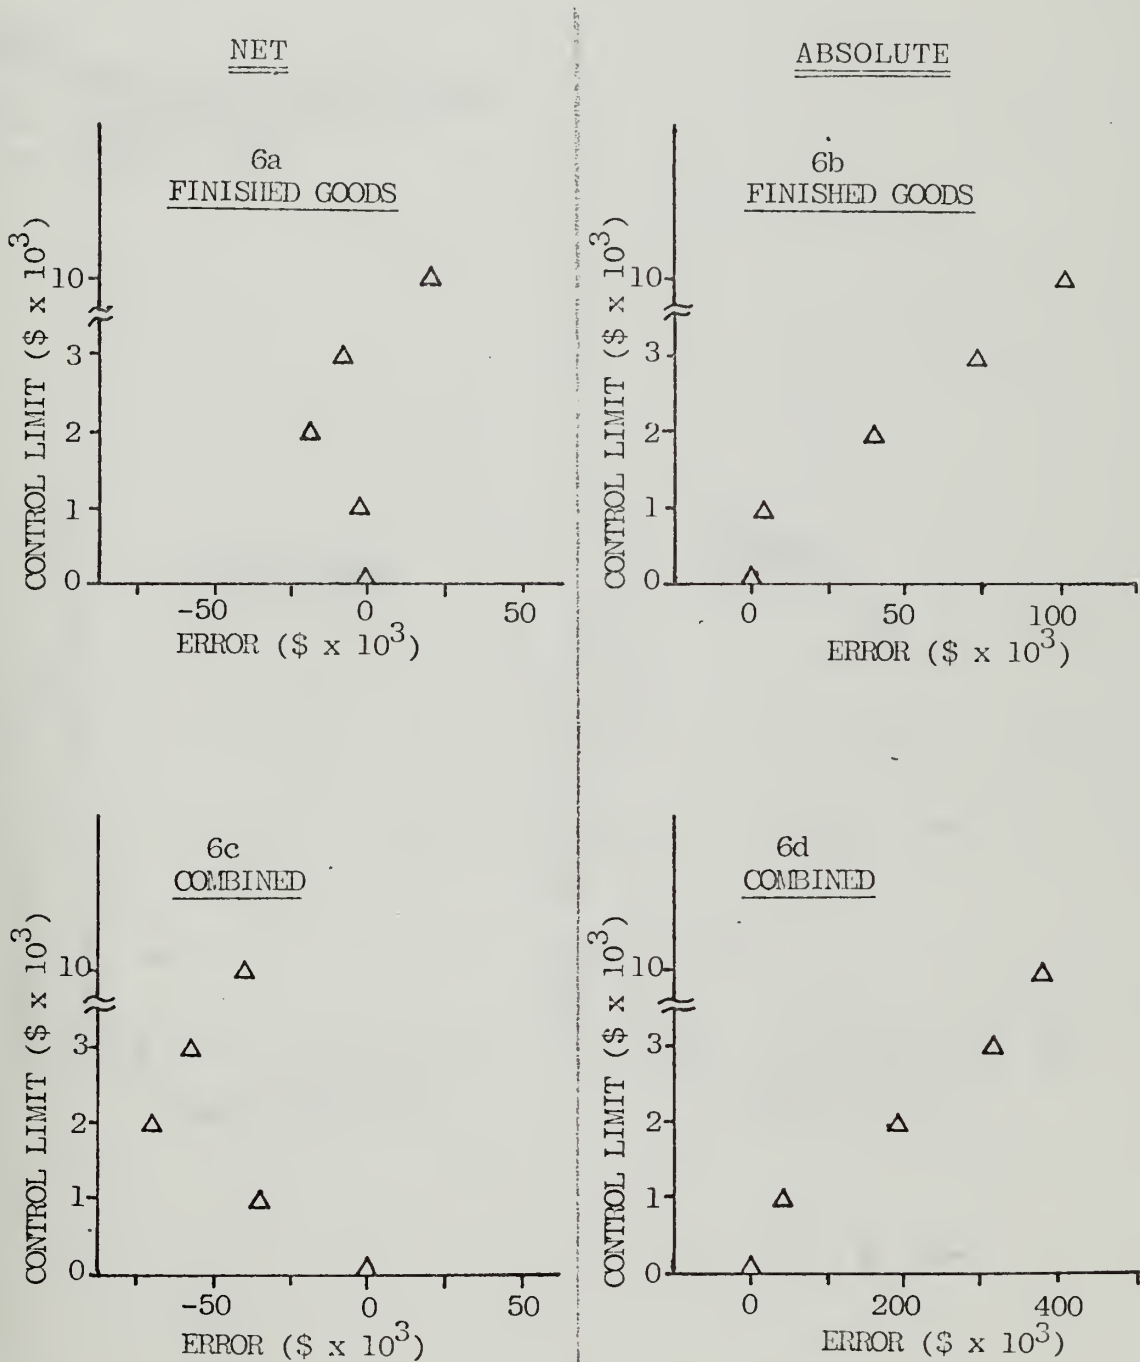 NET
ABSOLUTE
6a
FINISHED GOODS
CONTROL LIMIT ($ x 10³)
10
3
2
1
0
-50
0
50
ERROR ($ x 10³)
6b
FINISHED GOODS
CONTROL LIMIT ($ x 10³)
10
3
2
1
0
0
50
100
ERROR ($ x 10³)
6c
COMBINED
CONTROL LIMIT ($ x 10³)
10
3
2
1
0
-50
0
50
ERROR ($ x 10³)
6d
COMBINED
CONTROL LIMIT ($ x 10³)
10
3
2
1
0
0
200
400
ERROR ($ x 10³)